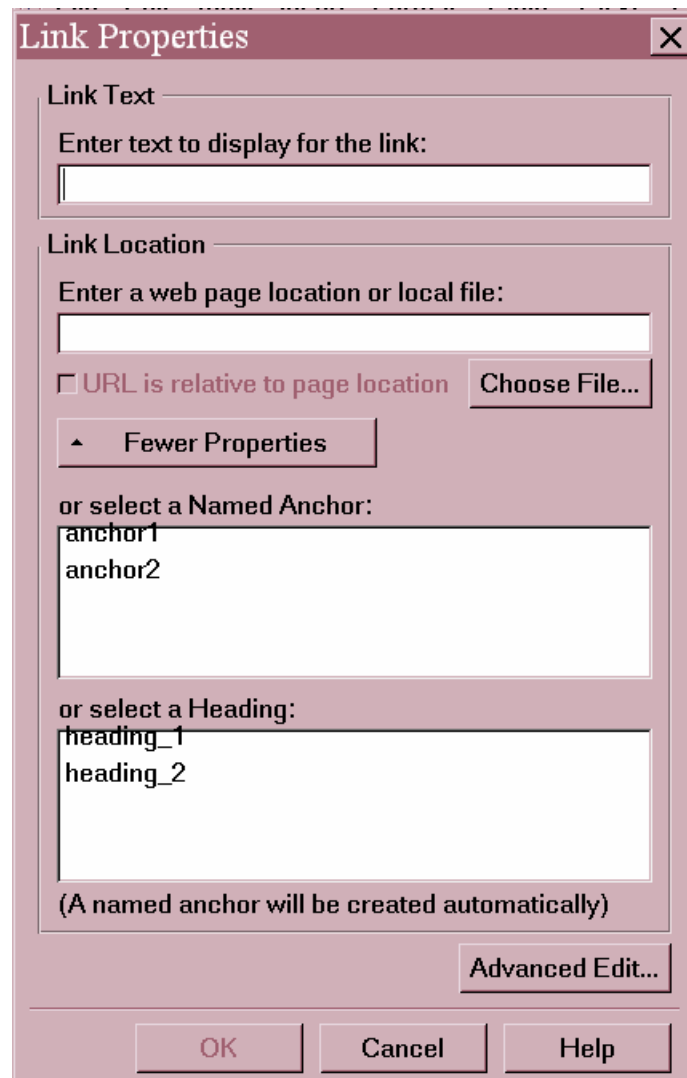 Link Properties
Link Text
Enter text to display for the link:
Link Location
Enter a web page location or local file:
URL is relative to page location
Choose File...
Fewer Properties
or select a Named Anchor:
anchor1
anchor2
or select a Heading:
heading_1
heading_2
(A named anchor will be created automatically)
Advanced Edit...
OK Cancel Help